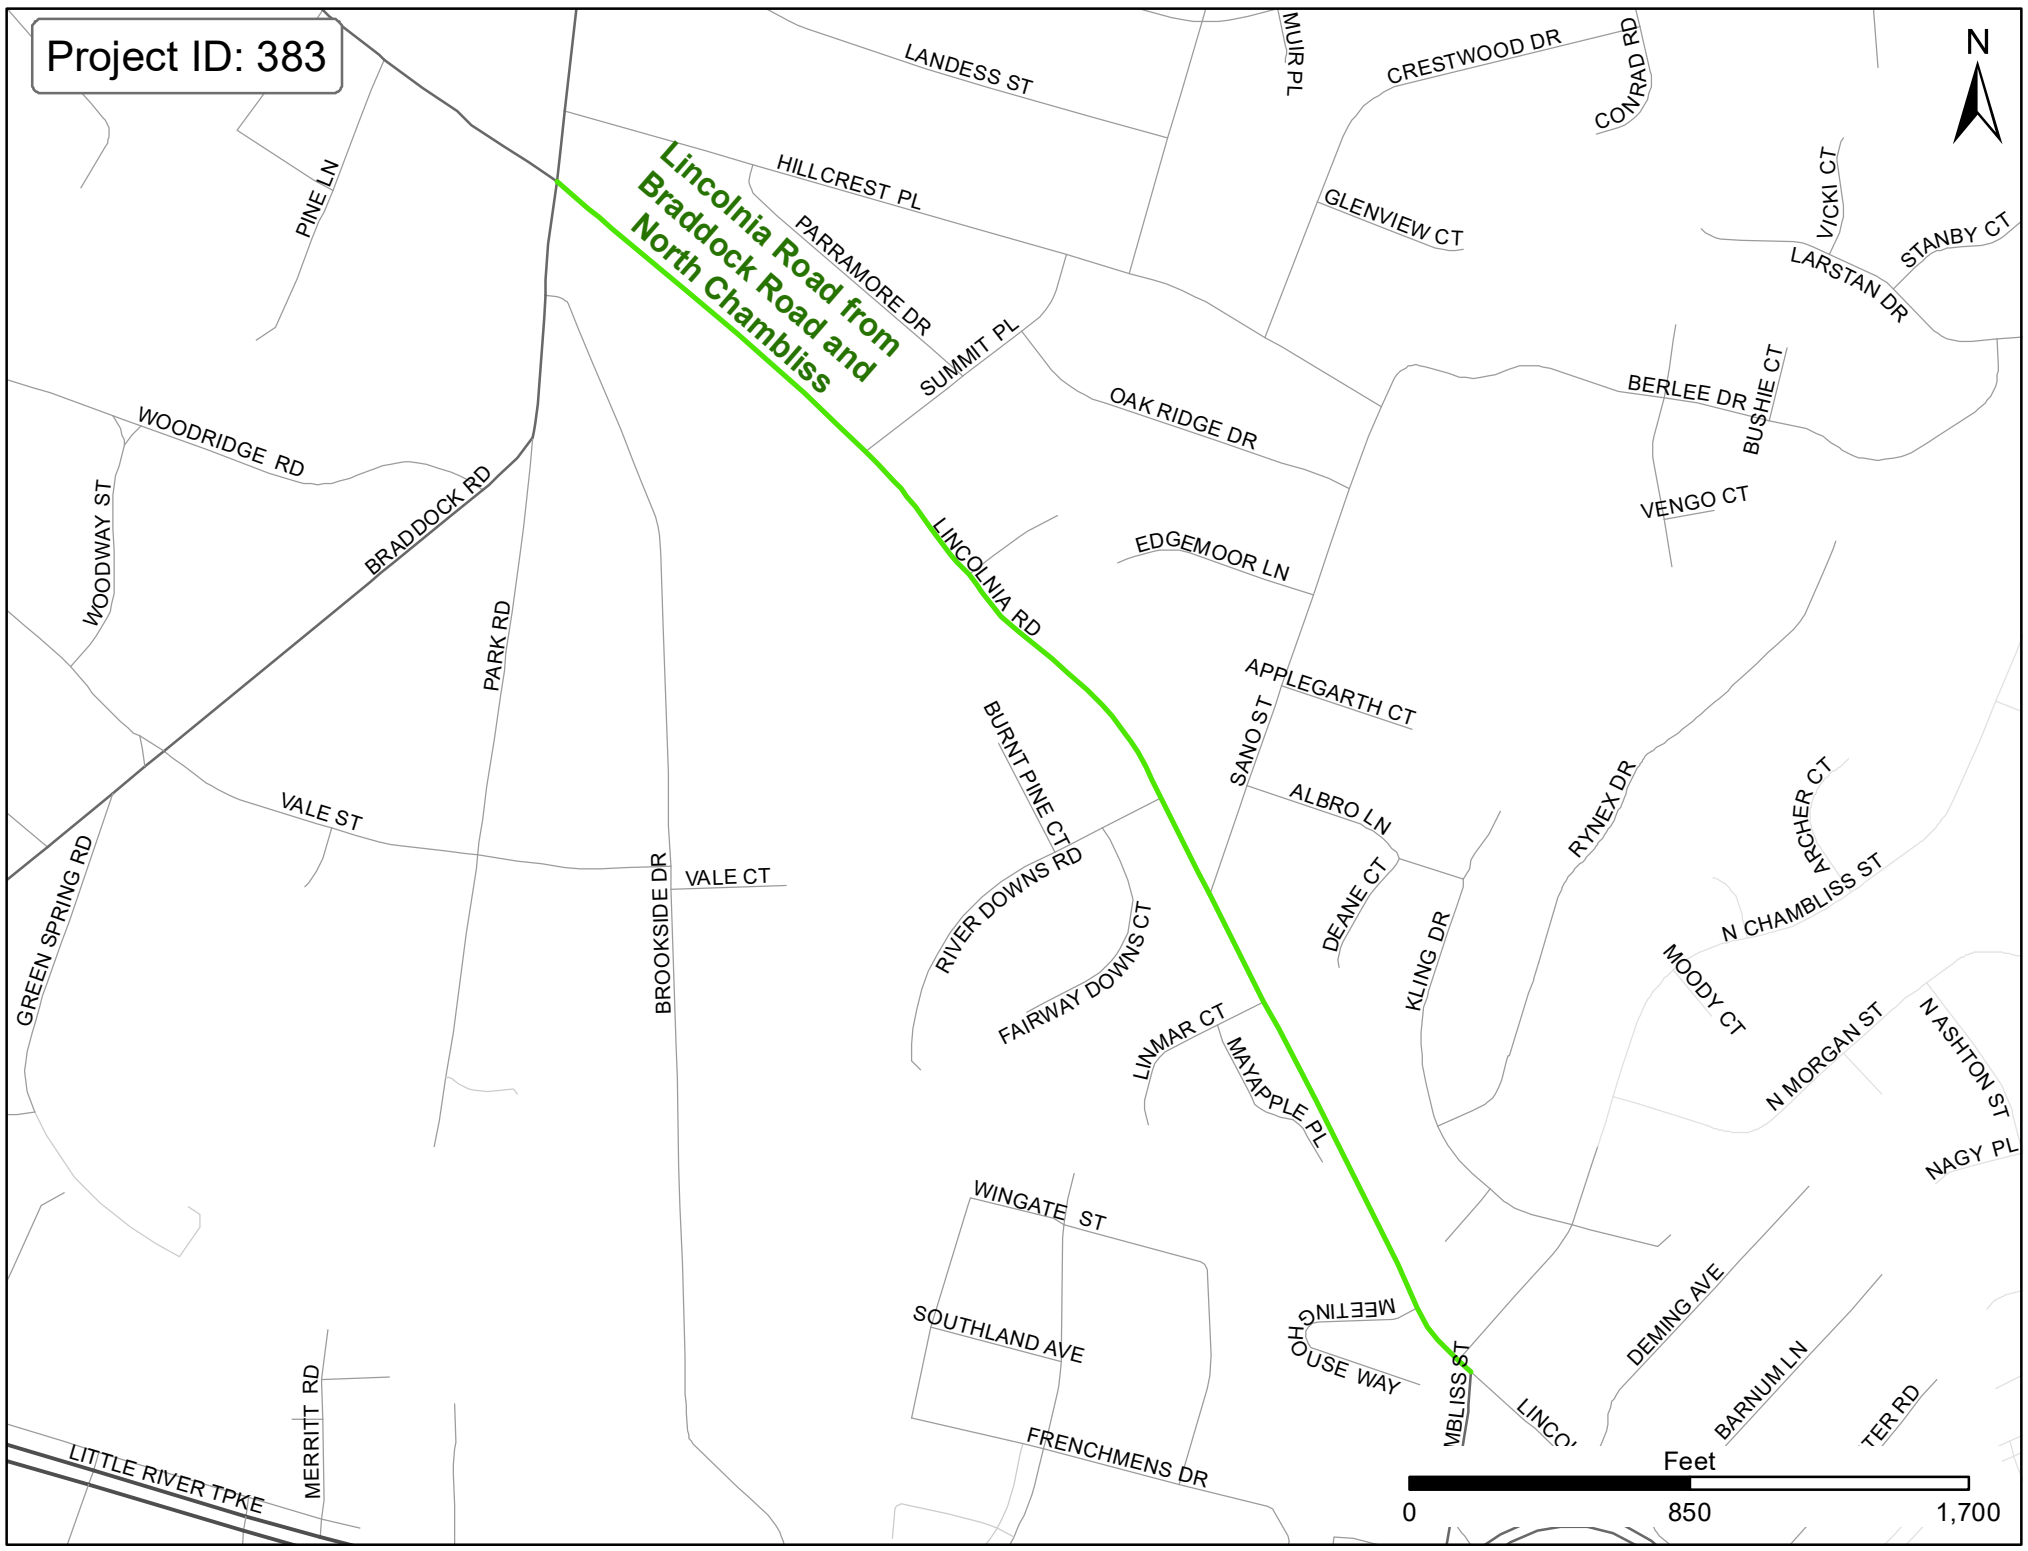 Project ID: 383
N
LANDESS ST
MUIR PL
CRESTWOOD DR
CONRAD RD
PINE LN
HILLCREST PL
Lincolnia Road from
Braddock Road and
North Chambliss
PARRAMORE DR
SUMMIT PL
GLENVIEW CT
VICKI CT
STANBY CT
LARSTAN DR
BERLEE DR
BUSHIE CT
OAK RIDGE DR
WOODRIDGE RD
WOODWAY ST
BRADDOCK RD
VENGO CT
LINCOLNIA RD
EDGEMOOR LN
PARK RD
APPLEGARTH CT
SANO ST
BURNT PINE CT
ALBRO LN
RYNEX DR
ARCHER CT
VALE ST
VALE CT
BROOKSIDE DR
GREEN SPRING RD
RIVER DOWNS RD
FAIRWAY DOWNS CT
DEANE CT
KLING DR
N CHAMBLISS ST
MOODY CT
LINMAR CT
MAYAPPLE PL
N MORGAN ST
N ASHTON ST
NAGY PL
WINGATE ST
SOUTHLAND AVE
MEETING
HOUSE WAY
DEMING AVE
BARNUM LN
TER RD
MBLISS ST
LINCOL
MERRITT RD
FRENCHMENS DR
LITTLE RIVER TPKE
Feet
0 850 1,700